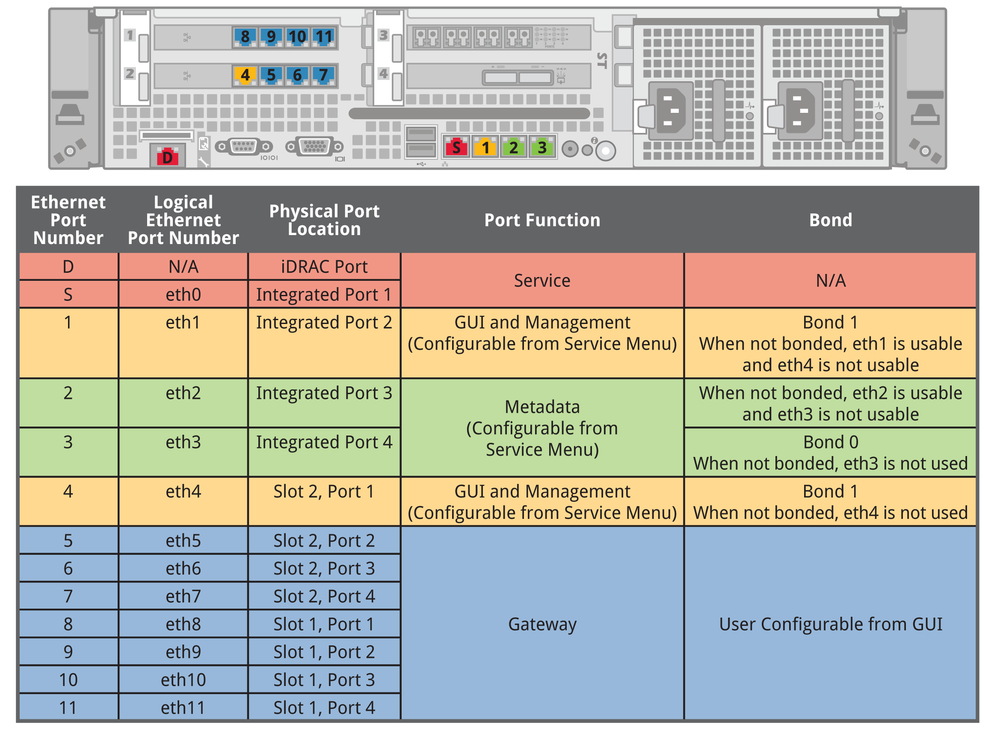 1
8 9 10 11
3
PORTS
1 2 3 4
ST
2
4 5 6 7
4
0 1
SAS
D
IOIOI
S 1 2 3
i
Ethernet
Port
Number
Logical
Ethernet
Port Number
Physical Port
Location
Port Function
Bond
D
N/A
iDRAC Port
Service
N/A
S
eth0
Integrated Port 1
1
eth1
Integrated Port 2
GUI and Management
(Configurable from Service Menu)
Bond 1
When not bonded, eth1 is usable
and eth4 is not usable
2
eth2
Integrated Port 3
Metadata
(Configurable from
Service Menu)
When not bonded, eth2 is usable
and eth3 is not usable
3
eth3
Integrated Port 4
Bond 0
When not bonded, eth3 is not used
4
eth4
Slot 2, Port 1
GUI and Management
(Configurable from Service Menu)
Bond 1
When not bonded, eth4 is not used
5
eth5
Slot 2, Port 2
Gateway
User Configurable from GUI
6
eth6
Slot 2, Port 3
7
eth7
Slot 2, Port 4
8
eth8
Slot 1, Port 1
9
eth9
Slot 1, Port 2
10
eth10
Slot 1, Port 3
11
eth11
Slot 1, Port 4